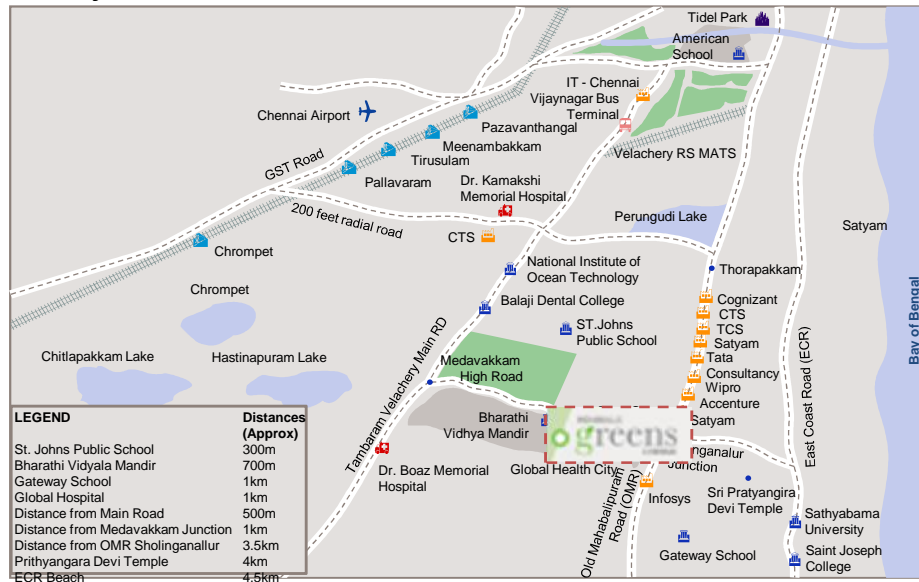 Tidel Park
American
School
IT - Chennai
Vijaynagar Bus
Terminal
Chennai Airport
Pazavanthangal
Meenambakkam
Tirusulam
Pallavaram
Velachery RS MATS
GST Road
Dr. Kamakshi
Memorial Hospital
200 feet radial road
Perungudi Lake
Satyam
CTS
Chrompet
National Institute of
Ocean Technology
Thorapakkam
Chrompet
Balaji Dental College
Cognizant
CTS
TCS
Satyam
Tata
Consultancy
Wipro
Accenture
Satyam
ST.Johns
Public School
Bay of Bengal
East Coast Road (ECR)
Chitlapakkam Lake
Hastinapuram Lake
Tambaram Velachery Main RD
Medavakkam
High Road
Bharathi
Vidhya Mandir
greens
nganalur
Junction
Global Health City
Dr. Boaz Memorial
Hospital
Old Mahabalipuram
Road (OMR)
Infosys
Sri Pratyangira
Devi Temple
Sathyabama
University
Gateway School
Saint Joseph
College
LEGEND Distances
(Approx)
St. Johns Public School 300m
Bharathi Vidyala Mandir 700m
Gateway School 1km
Global Hospital 1km
Distance from Main Road 500m
Distance from Medavakkam Junction 1km
Distance from OMR Sholinganallur 3.5km
Prithyangara Devi Temple 4km
ECR Beach 4.5km